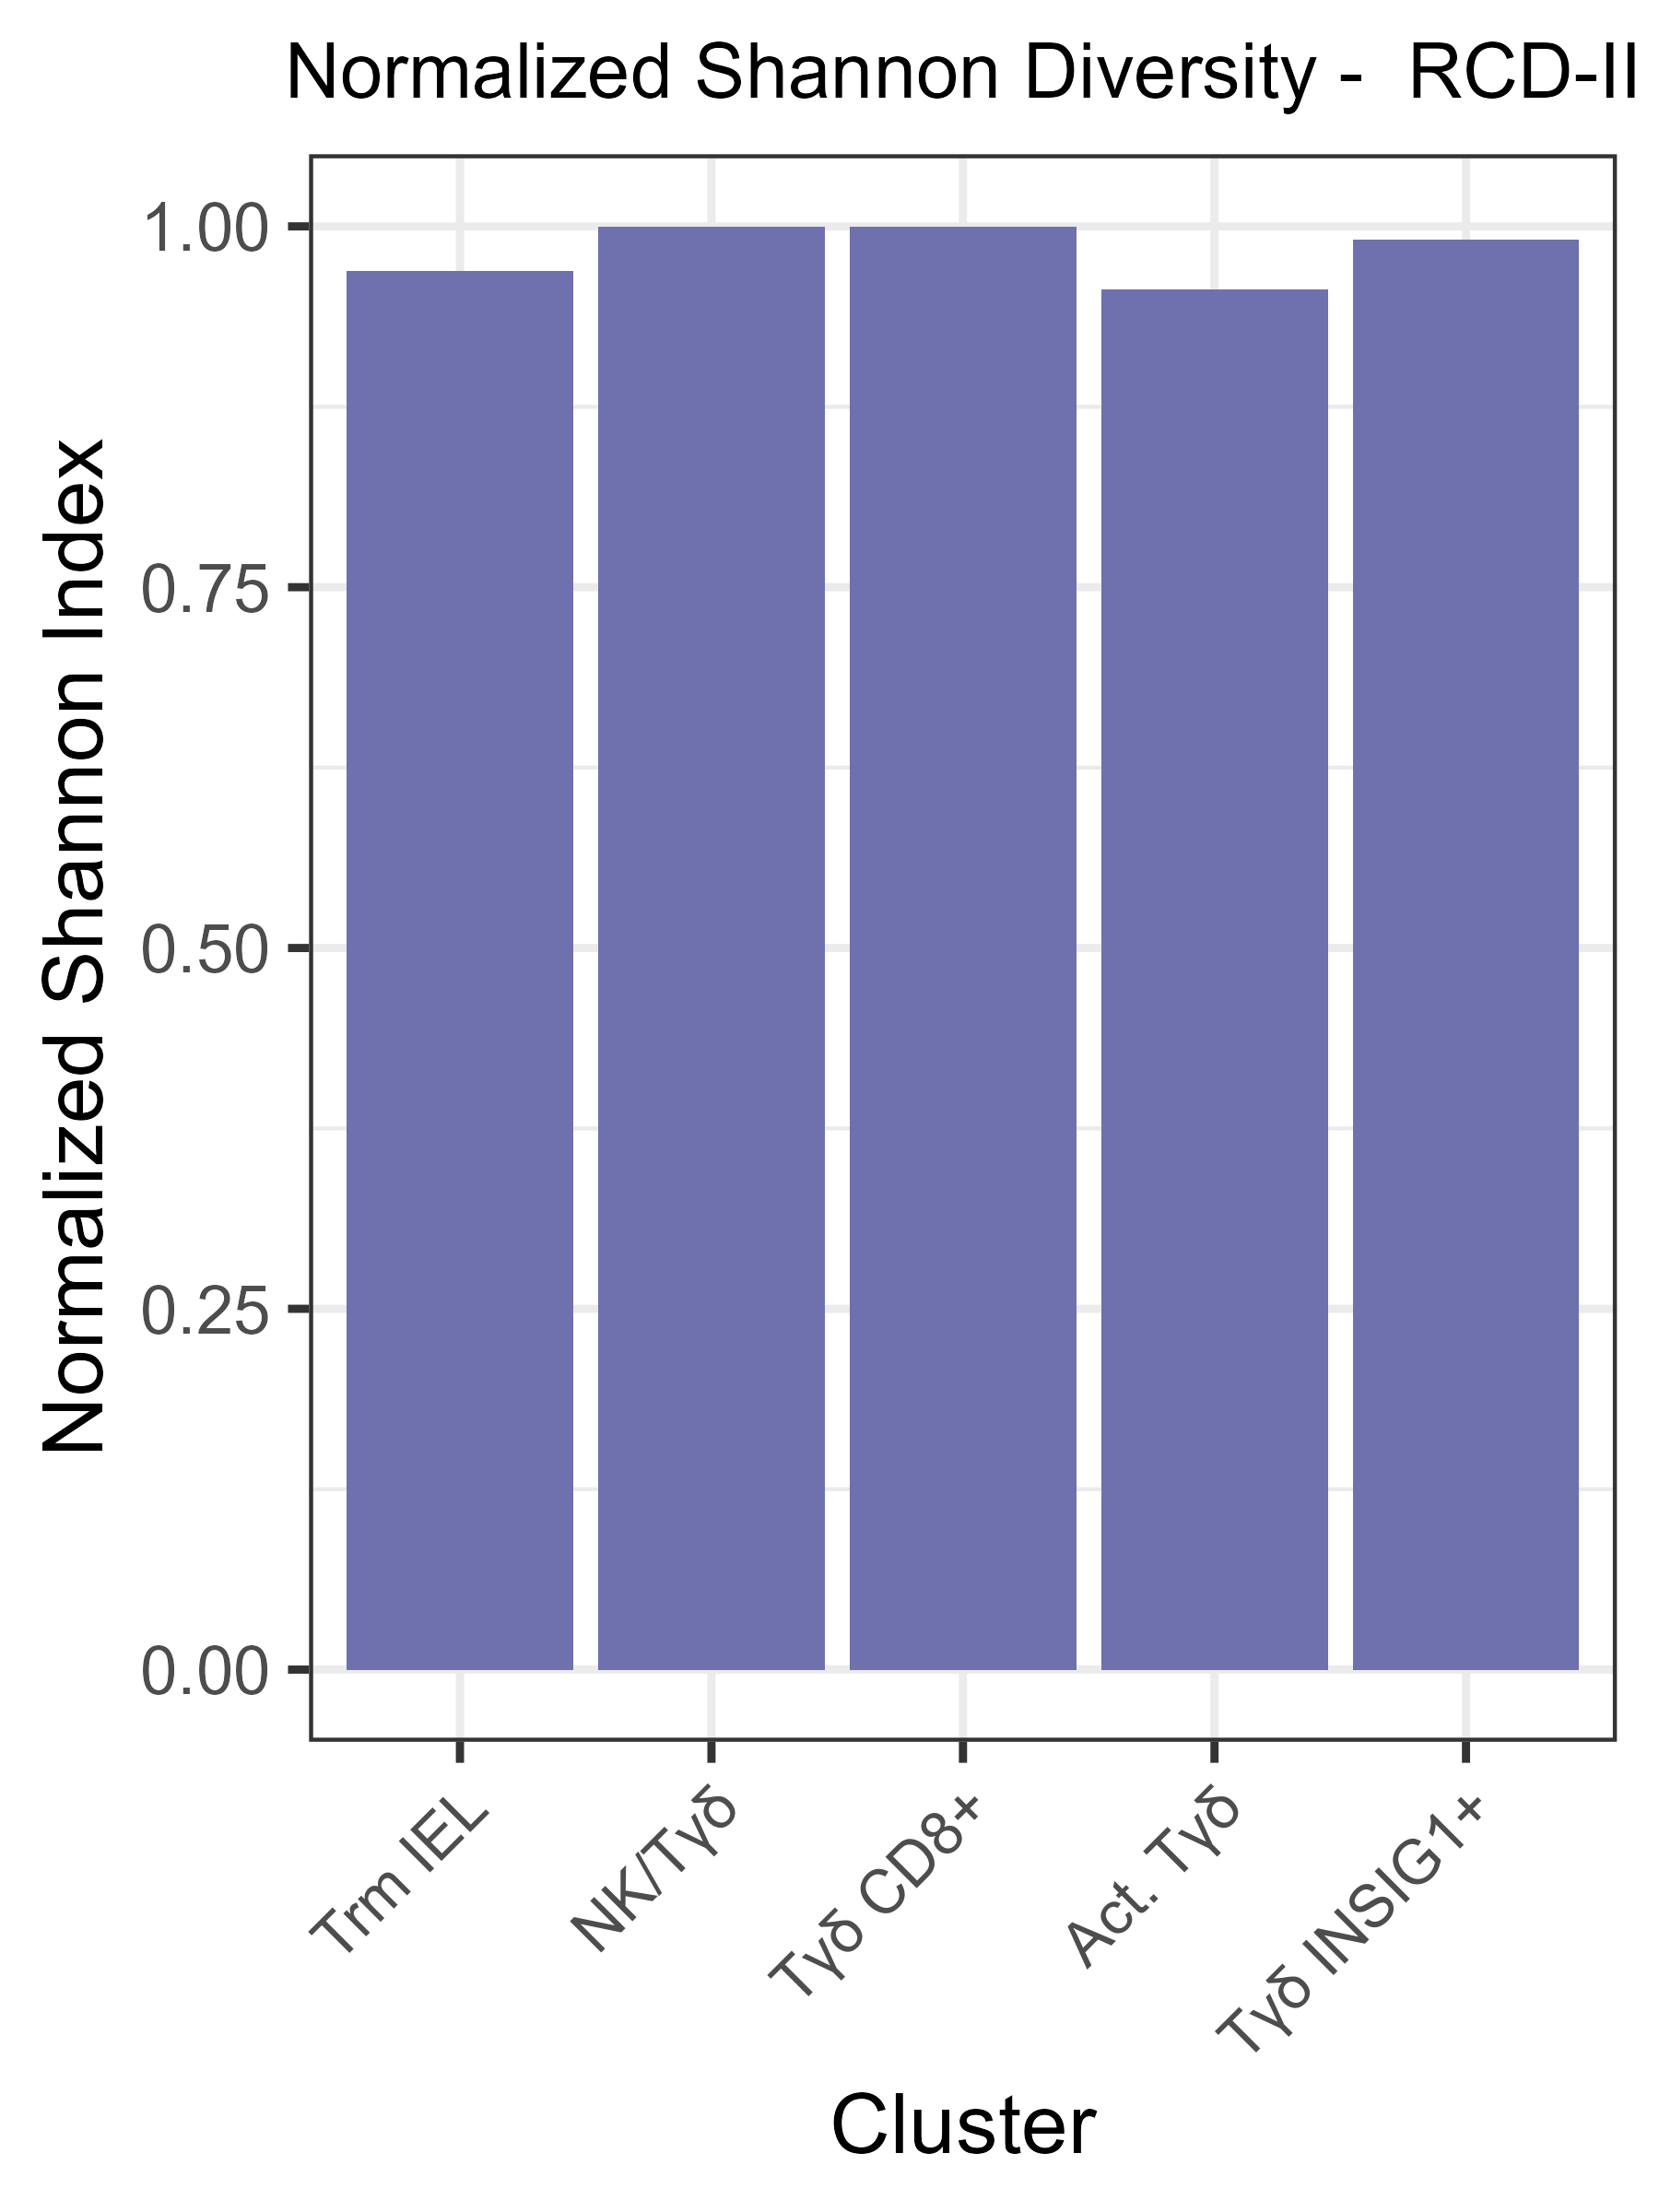 Normalized Shannon Diversity -  RCD-II
Normalized Shannon Index
1.00
0.75
0.50
0.25
0.00
Trm IEL
NK/Tγδ
Tγδ CD8+
Act. Tγδ
Tγδ INSIG1+
Cluster